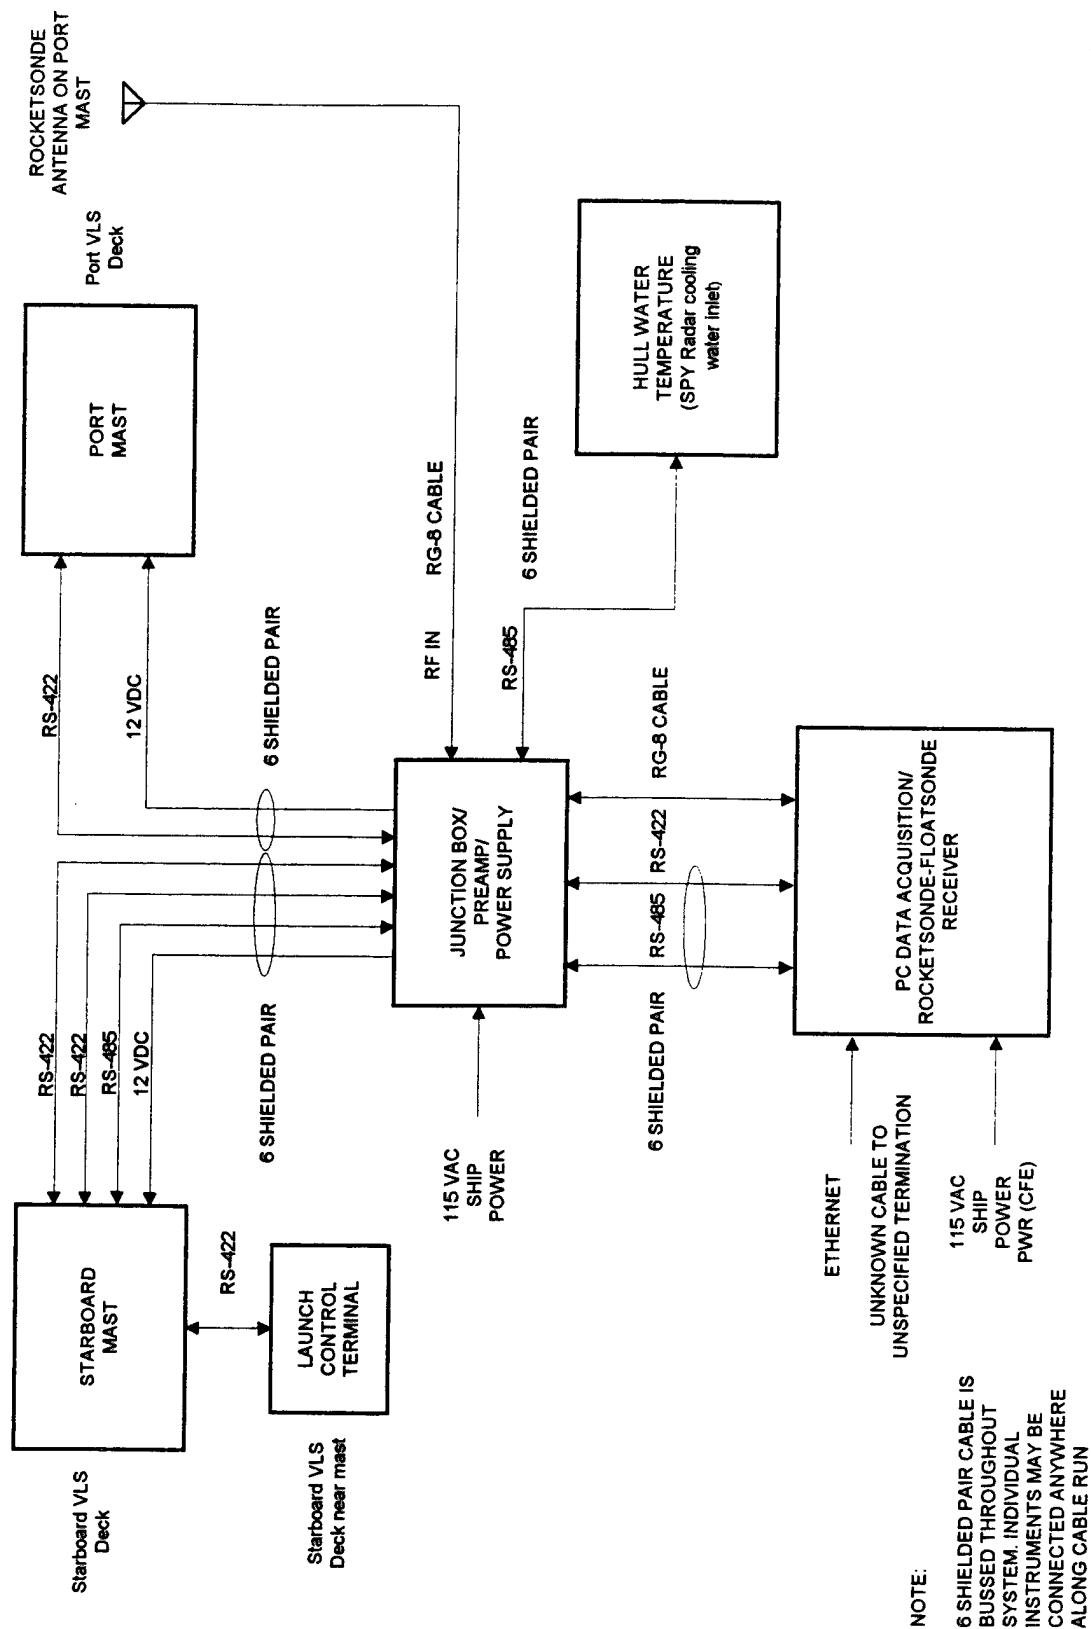 Starboard VLS
Deck
STARBOARD
MAST
RS-422
RS-422
RS-485
12 VDC
RS-422
12 VDC
PORT
MAST
Port VLS
Deck
ROCKETSONDE
ANTENNA ON PORT
MAST
Starboard VLS
Deck near mast
LAUNCH
CONTROL
TERMINAL
RS-422
6 SHIELDED PAIR
6 SHIELDED PAIR
115 VAC
SHIP
POWER
JUNCTION BOX/
PREAMP/
POWER SUPPLY
RF IN
RG-8 CABLE
RS-485
6 SHIELDED PAIR
HULL WATER
TEMPERATURE
(SPY Radar cooling
water inlet)
6 SHIELDED PAIR
RS-485
RS-422
RG-8 CABLE
ETHERNET
UNKNOWN CABLE TO
UNSPECIFIED TERMINATION
115 VAC
SHIP
POWER
PWR (CFE)
PC DATA ACQUISITION/
ROCKETSONDE-FLOATSONDE
RECEIVER
NOTE:
6 SHIELDED PAIR CABLE IS
BUSSED THROUGHOUT
SYSTEM. INDIVIDUAL
INSTRUMENTS MAY BE
CONNECTED ANYWHERE
ALONG CABLE RUN